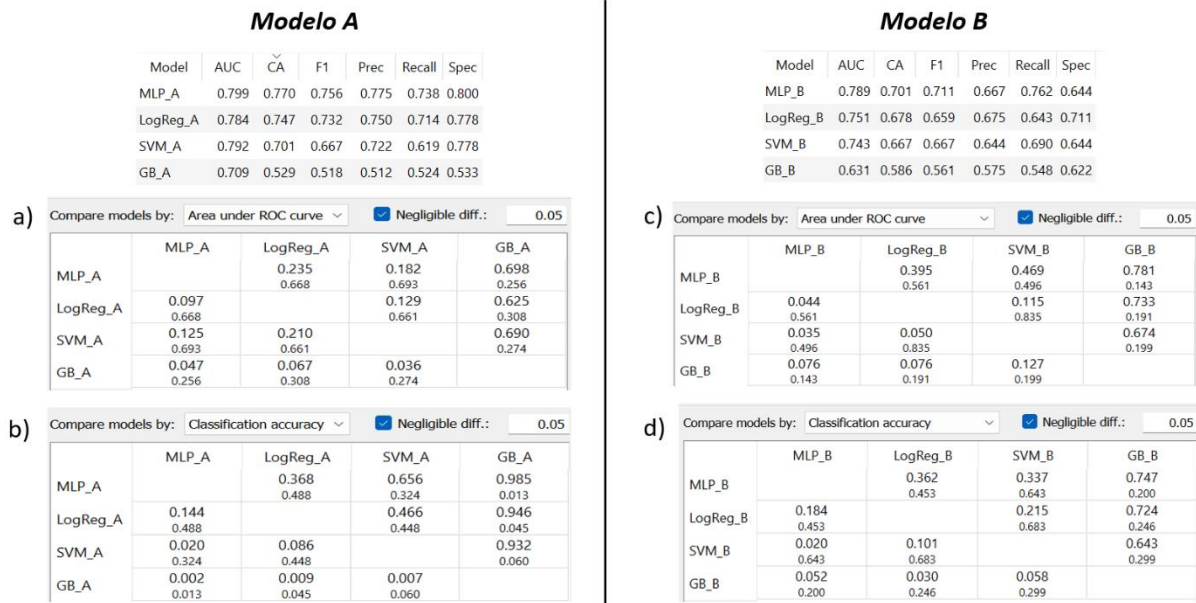 Modelo A
Model AUC CA F1 Prec Recall Spec
MLP_A 0.799 0.770 0.756 0.775 0.738 0.800
LogReg_A 0.784 0.747 0.732 0.750 0.714 0.778
SVM_A 0.792 0.701 0.667 0.722 0.619 0.778
GB_A 0.709 0.529 0.518 0.512 0.524 0.533
a) Compare models by: Area under ROC curve Negligible diff.: 0.05
MLP_A LogReg_A SVM_A GB_A
MLP_A 0.235 0.182 0.698
0.668 0.693 0.256
LogReg_A 0.097 0.129 0.625
0.668 0.661 0.308
SVM_A 0.125 0.210 0.690
0.693 0.661 0.274
GB_A 0.047 0.067 0.036
0.256 0.308 0.274
b) Compare models by: Classification accuracy Negligible diff.: 0.05
MLP_A LogReg_A SVM_A GB_A
MLP_A 0.368 0.656 0.985
0.488 0.324 0.013
LogReg_A 0.144 0.466 0.946
0.488 0.448 0.045
SVM_A 0.020 0.086 0.932
0.324 0.448 0.060
GB_A 0.002 0.009 0.007
0.013 0.045 0.060
Modelo B
Model AUC CA F1 Prec Recall Spec
MLP_B 0.789 0.701 0.711 0.667 0.762 0.644
LogReg_B 0.751 0.678 0.659 0.675 0.643 0.711
SVM_B 0.743 0.667 0.667 0.644 0.690 0.644
GB_B 0.631 0.586 0.561 0.575 0.548 0.622
c) Compare models by: Area under ROC curve Negligible diff.: 0.05
MLP_B LogReg_B SVM_B GB_B
MLP_B 0.395 0.469 0.781
0.561 0.496 0.143
LogReg_B 0.044 0.115 0.733
0.561 0.835 0.191
SVM_B 0.035 0.050 0.674
0.496 0.835 0.199
GB_B 0.076 0.076 0.127
0.143 0.191 0.199
d) Compare models by: Classification accuracy Negligible diff.: 0.05
MLP_B LogReg_B SVM_B GB_B
MLP_B 0.362 0.337 0.747
0.453 0.643 0.200
LogReg_B 0.184 0.215 0.724
0.453 0.683 0.246
SVM_B 0.020 0.101 0.643
0.643 0.683 0.299
GB_B 0.052 0.030 0.058
0.200 0.246 0.299